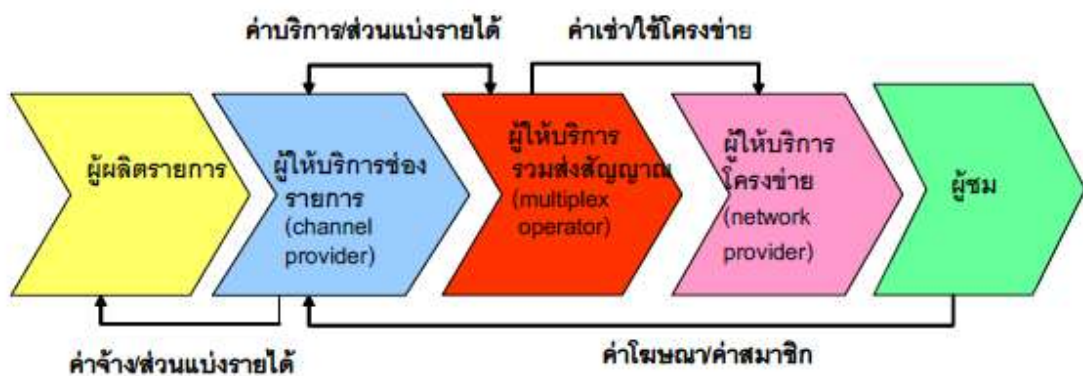 ค่าบริการ/ส่วนแบ่งรายได้
ค่าเช่า/ใช้โครงข่าย
ผู้ผลิตรายการ
ผู้ให้บริการช่อง
รายการ
(channel
provider)
ผู้ให้บริการ
รวมส่งสัญญาณ
(multiplex
operator)
ผู้ให้บริการ
โครงข่าย
(network
provider)
ผู้ชม
ค่าจ้าง/ส่วนแบ่งรายได้
ค่าโฆษณา/ค่าสมาชิก